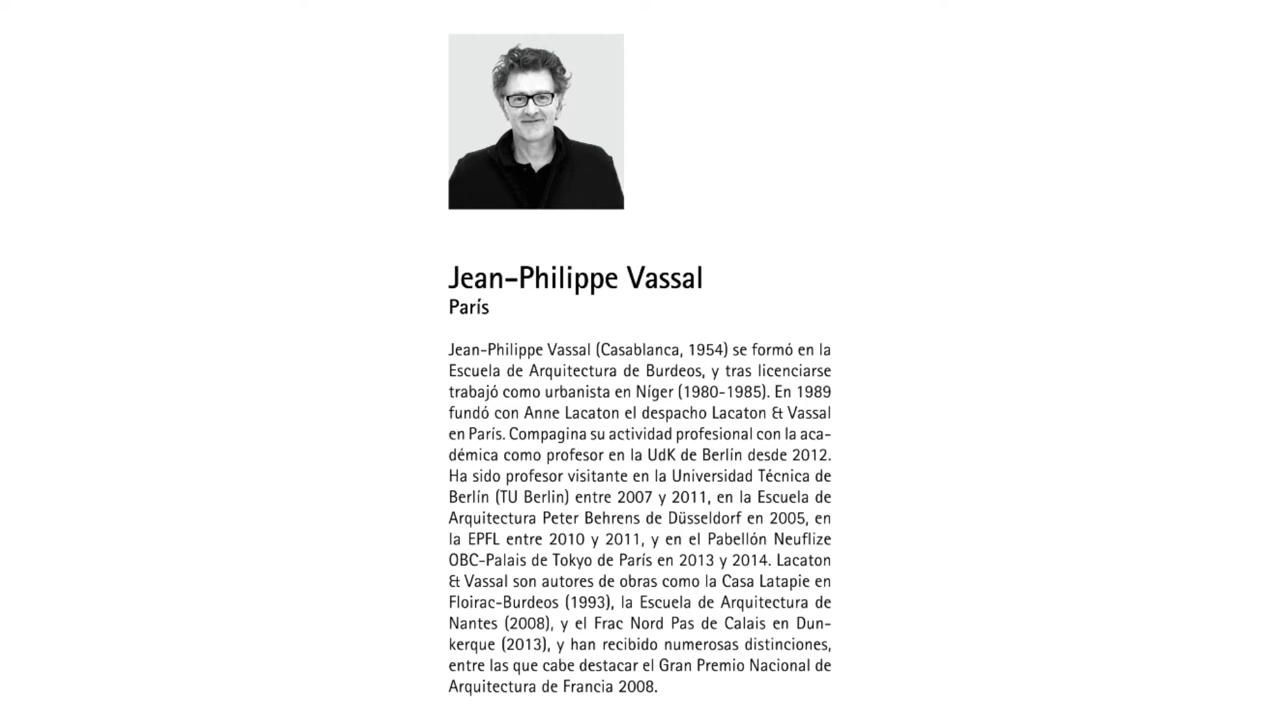 Jean-Philippe Vassal
París
Jean-Philippe Vassal (Casablanca, 1954) se formó en la
Escuela de Arquitectura de Burdeos, y tras licenciarse
trabajó como urbanista en Níger (1980-1985). En 1989
fundó con Anne Lacaton el despacho Lacaton & Vassal
en París. Compagina su actividad profesional con la aca-
démica como profesor en la UdK de Berlín desde 2012.
Ha sido profesor visitante en la Universidad Técnica de
Berlín (TU Berlin) entre 2007 y 2011, en la Escuela de
Arquitectura Peter Behrens de Düsseldorf en 2005, en
la EPFL entre 2010 y 2011, y en el Pabellón Neuflize
OBC-Palais de Tokyo de París en 2013 y 2014. Lacaton
& Vassal son autores de obras como la Casa Latapie en
Floirac-Burdeos (1993), la Escuela de Arquitectura de
Nantes (2008), y el Frac Nord Pas de Calais en Dun-
kerque (2013), y han recibido numerosas distinciones,
entre las que cabe destacar el Gran Premio Nacional de
Arquitectura de Francia 2008.